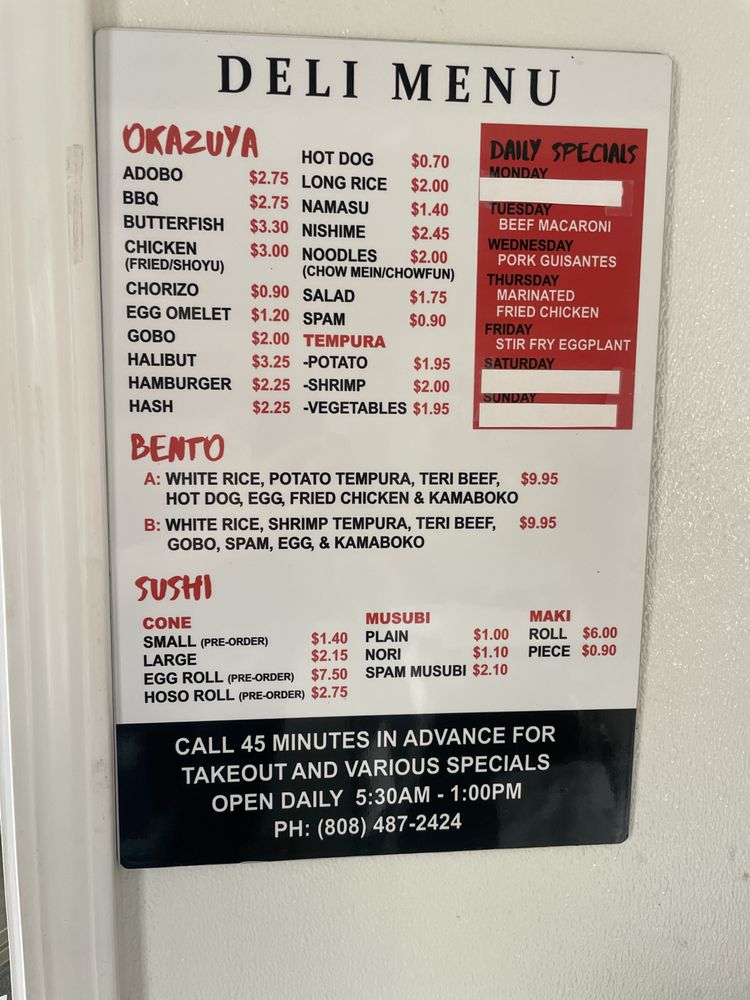 DELI MENU
OKAZUYA
ADOBO $2.75
BBQ $2.75
BUTTERFISH $3.30
CHICKEN $3.00
(FRIED/SHOYU)
CHORIZO $0.90
EGG OMELET $1.20
GOBO $2.00
HALIBUT $3.25
HAMBURGER $2.25
HASH $2.25
HOT DOG $0.70
LONG RICE $2.00
NAMASU $1.40
NISHIME $2.45
NOODLES $2.00
(CHOW MEIN/CHOWFUN)
SALAD $1.75
SPAM $0.90
TEMPURA
-POTATO $1.95
-SHRIMP $2.00
-VEGETABLES $1.95
DAILY SPECIALS
MONDAY
TUESDAY
BEEF MACARONI
WEDNESDAY
PORK GUISANTES
THURSDAY
MARINATED
FRIED CHICKEN
FRIDAY
STIR FRY EGGPLANT
SATURDAY
SUNDAY
BENTO
A: WHITE RICE, POTATO TEMPURA, TERI BEEF, $9.95
HOT DOG, EGG, FRIED CHICKEN & KAMABOKO
B: WHITE RICE, SHRIMP TEMPURA, TERI BEEF, $9.95
GOBO, SPAM, EGG, & KAMABOKO
SUSHI
CONE
SMALL (PRE-ORDER) $1.40
LARGE $2.15
EGG ROLL (PRE-ORDER) $7.50
HOSO ROLL (PRE-ORDER) $2.75
MUSUBI
PLAIN $1.00
NORI $1.10
SPAM MUSUBI $2.10
MAKI
ROLL $6.00
PIECE $0.90
CALL 45 MINUTES IN ADVANCE FOR
TAKEOUT AND VARIOUS SPECIALS
OPEN DAILY 5:30AM - 1:00PM
PH: (808) 487-2424